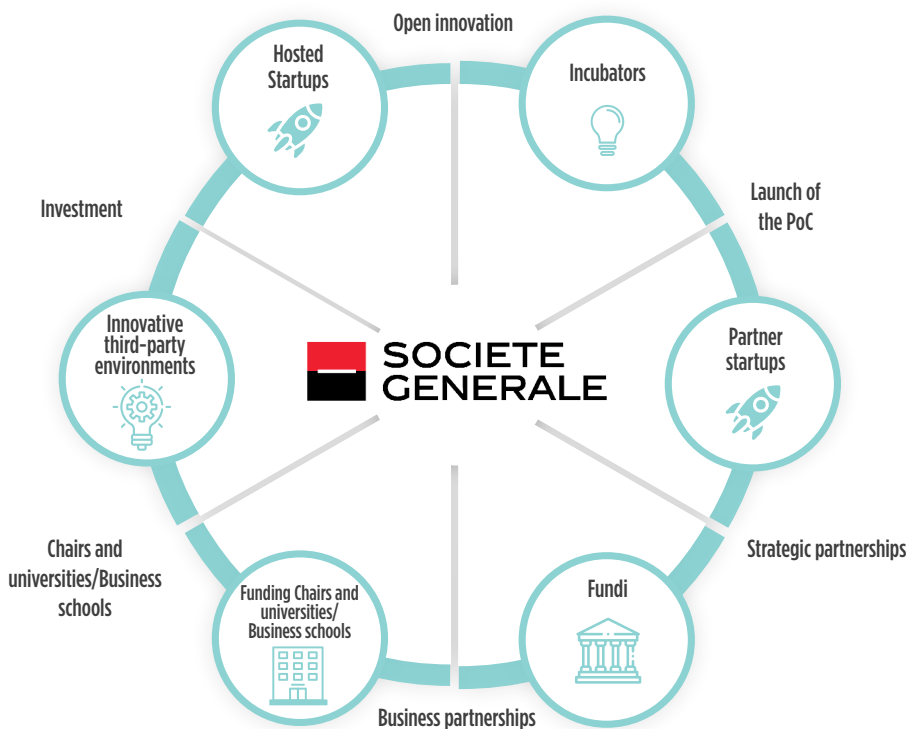 Open innovation
Hosted
Startups
Incubators
Investment
Launch of
the PoC
Innovative
third-party
environments
SOCIETE
GENERALE
Partner
startups
Chairs and
universities/Business
schools
Strategic partnerships
Funding Chairs and
universities/
Business schools
Fundi
Business partnerships